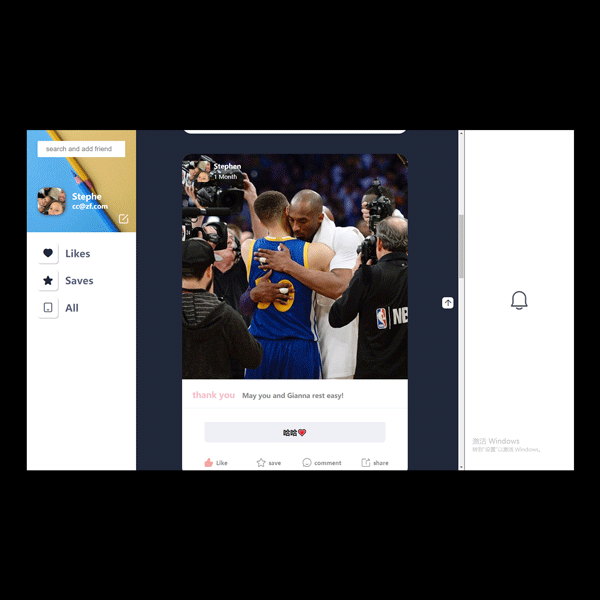 search and add friend
Stephe
cc@zf.com
Likes
Saves
All
Stephen
1 Month
30
NB
thank you
May you and Gianna rest easy!
哈哈
Like
save
comment
share
激活 Windows
转到"设置"以激活 Windows。